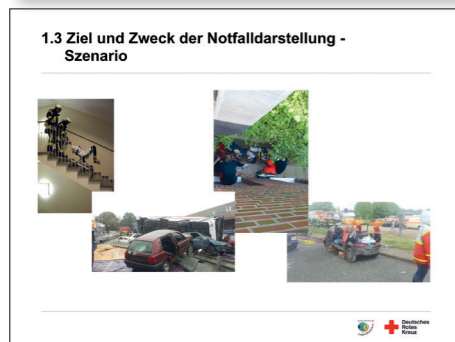 1.3 Ziel und Zweck der Notfalldarstellung -
Szenario
Deutsches
Rotes
Kreuz